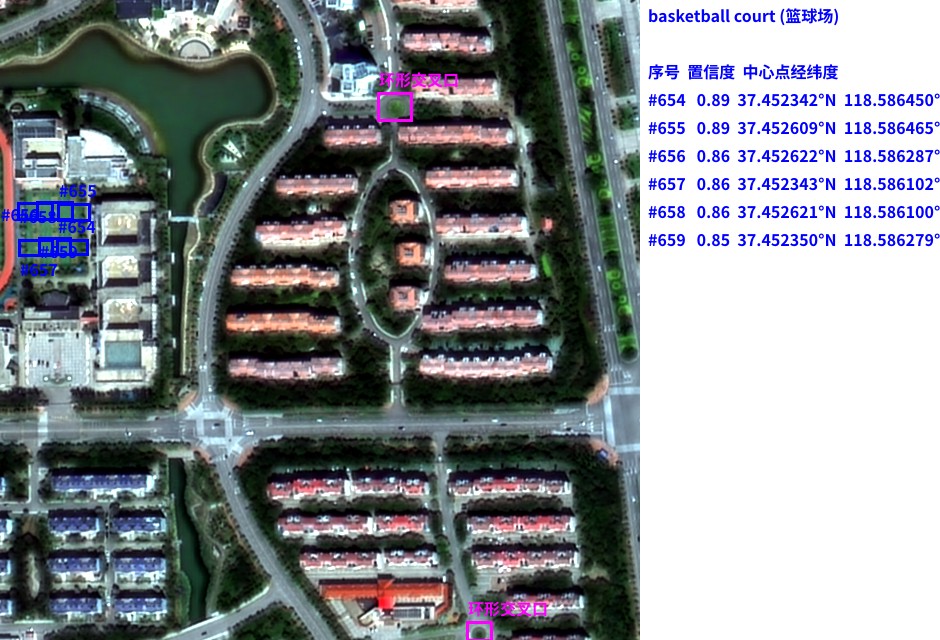 basketball court (篮球场)
序号 置信度 中心点经纬度
#654 0.89 37.452342°N 118.586450°
#655 0.89 37.452609°N 118.586465°
#656 0.86 37.452622°N 118.586287°
#657 0.86 37.452343°N 118.586102°
#658 0.86 37.452621°N 118.586100°
#659 0.85 37.452350°N 118.586279°
环形交叉口
#655
#654
#657
环形交叉口